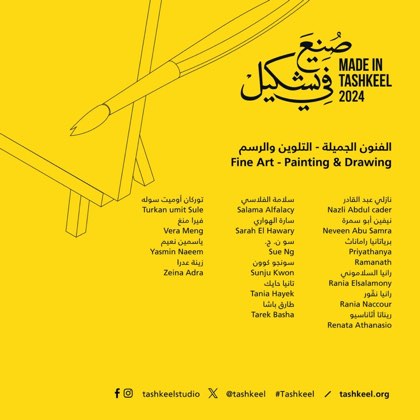 صُنِعَ
في تشكيل
MADE IN
TASHKEEL
2024
الفنون الجميلة - التلوين والرسم
Fine Art - Painting & Drawing
نازلي عبد القادر
Nazli Abdul cader
نيفين أبو سمرة
Neveen Abu Samra
برياتانيا راماناث
Priyathanya
Ramanath
رانيا السلاموني
Rania Elsalamony
رانيا نقّور
Rania Naccour
ريناتا أثاناسيو
Renata Athanasio
سلامة الفلاسي
Salama Alfalacy
سارة الهواري
Sarah El Hawary
سو ن. ج.
Sue Ng
سونجو كوون
Sunju Kwon
تانيا حايك
Tania Hayek
طارق باشا
Tarek Basha
توركان أوميت سوله
Turkan umit Sule
فيرا منغ
Vera Meng
ياسمين نعيم
Yasmin Naeem
زينة عدرا
Zeina Adra
tashkeelstudio @tashkeel #Tashkeel / tashkeel.org